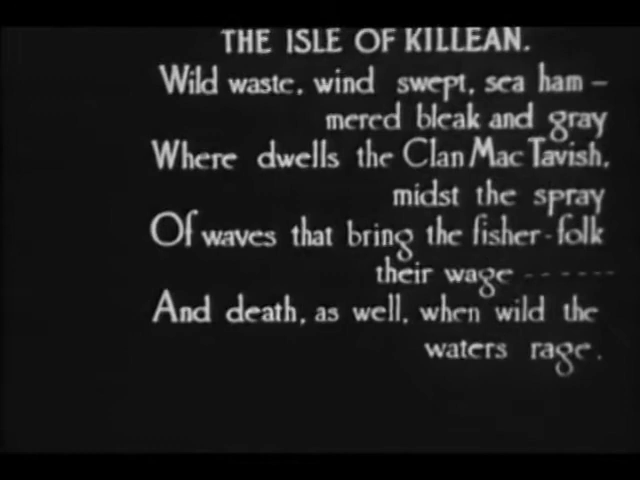 THE ISLE OF KILLEAN.
Wild waste, wind swept, sea ham –
mered bleak and gray
Where dwells the Clan Mac Tavish,
midst the spray
Of waves that bring the fisher-folk
their wage - - - - - -
And death, as well, when wild the
waters rage.